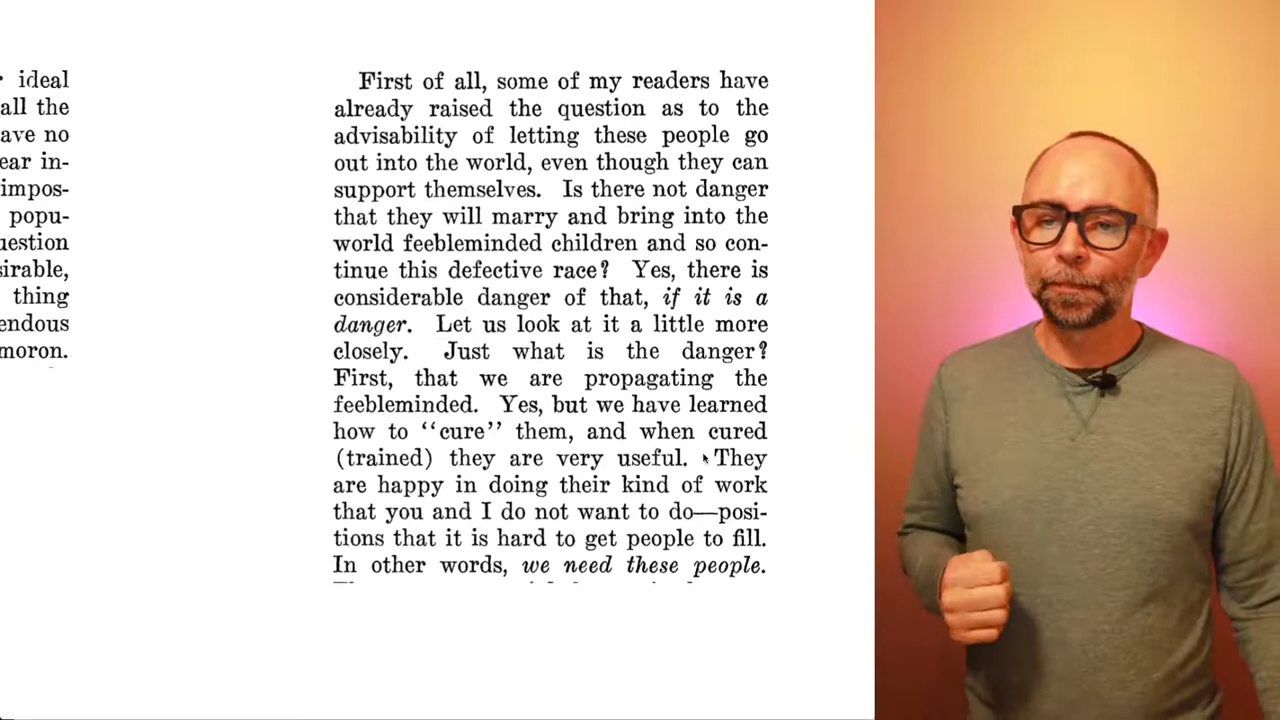 ideal
all the
ave no
ear in-
impos-
popu-
uestion
sirable,
thing
endous
moron.
First of all, some of my readers have
already raised the question as to the
advisability of letting these people go
out into the world, even though they can
support themselves. Is there not danger
that they will marry and bring into the
world feebleminded children and so con-
tinue this defective race? Yes, there is
considerable danger of that, if it is a
danger. Let us look at it a little more
closely. Just what is the danger?
First, that we are propagating the
feebleminded. Yes, but we have learned
how to "cure" them, and when cured
(trained) they are very useful. They
are happy in doing their kind of work
that you and I do not want to do—posi-
tions that it is hard to get people to fill.
In other words, we need these people.